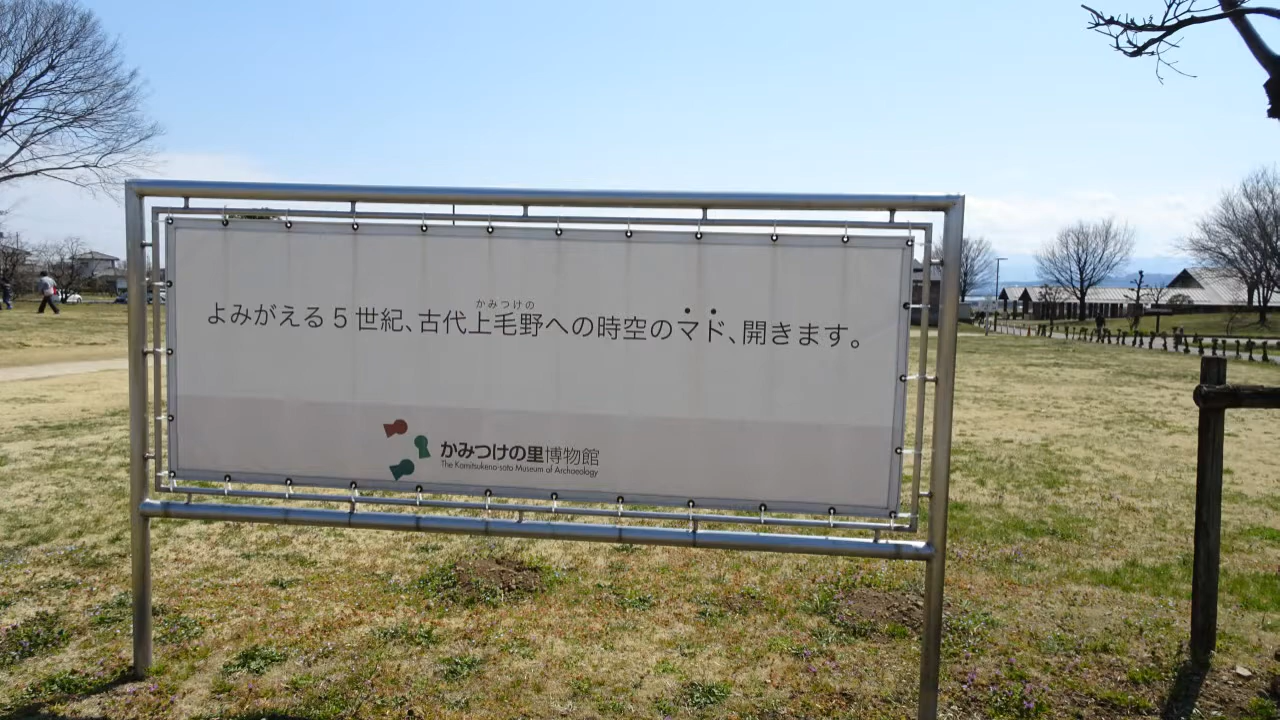 かみつけの
よみがえる5世紀、古代上毛野への時空のマド、開きます。
かみつけの里博物館
The Kamitsukeno-sato Museum of Archaeology